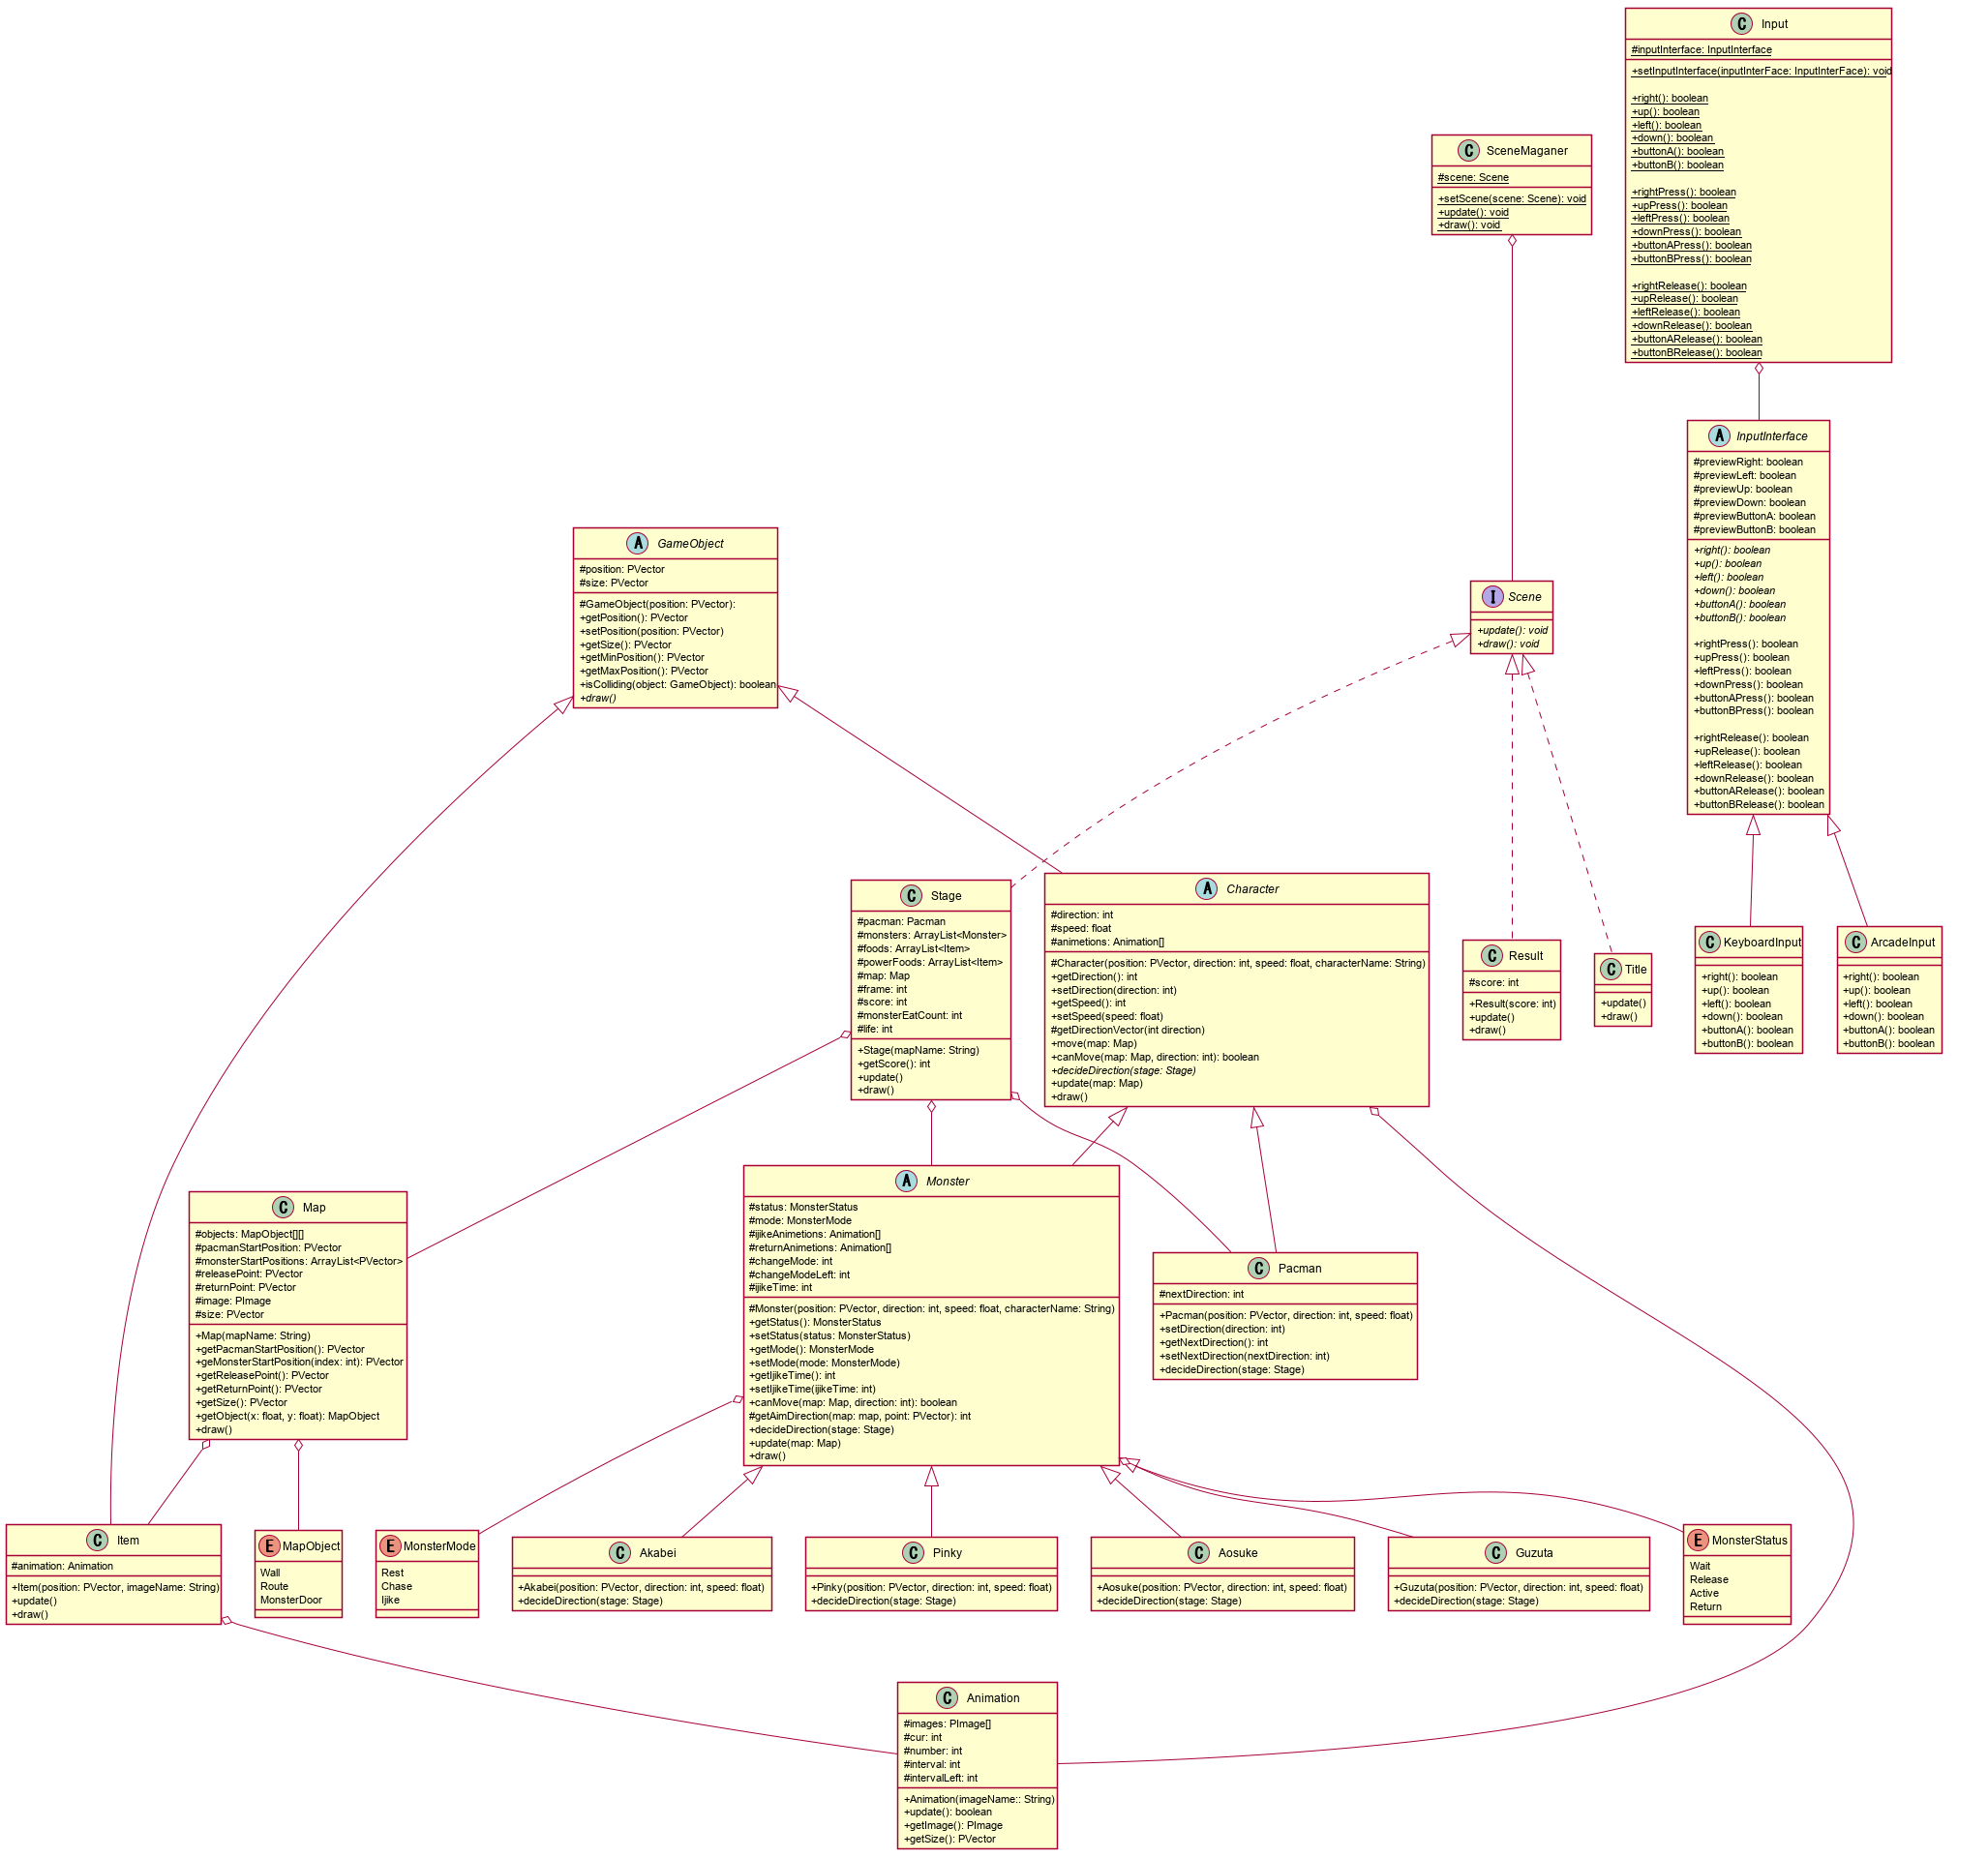 C Input
#inputInterface: InputInterface
+setInputInterface(inputInterFace: InputInterFace): void
+right(): boolean
+up(): boolean
+left(): boolean
+down(): boolean
+buttonA(): boolean
+buttonB(): boolean
+rightPress(): boolean
+upPress(): boolean
+leftPress(): boolean
+downPress(): boolean
+buttonAPress(): boolean
+buttonBPress(): boolean
+rightRelease(): boolean
+upRelease(): boolean
+leftRelease(): boolean
+downRelease(): boolean
+buttonARelease(): boolean
+buttonBRelease(): boolean
C SceneMaganer
#scene: Scene
+setScene(scene: Scene): void
+update(): void
+draw(): void
A InputInterface
#previewRight: boolean
#previewLeft: boolean
#previewUp: boolean
#previewDown: boolean
#previewButtonA: boolean
#previewButtonB: boolean
+right(): boolean
+up(): boolean
+left(): boolean
+down(): boolean
+buttonA(): boolean
+buttonB(): boolean
+rightPress(): boolean
+upPress(): boolean
+leftPress(): boolean
+downPress(): boolean
+buttonAPress(): boolean
+buttonBPress(): boolean
+rightRelease(): boolean
+upRelease(): boolean
+leftRelease(): boolean
+downRelease(): boolean
+buttonARelease(): boolean
+buttonBRelease(): boolean
A GameObject
#position: PVector
#size: PVector
#GameObject(position: PVector):
+getPosition(): PVector
+setPosition(position: PVector)
+getSize(): PVector
+getMinPosition(): PVector
+getMaxPosition(): PVector
+isColliding(object: GameObject): boolean
+draw()
I Scene
+update(): void
+draw(): void
C Stage
#pacman: Pacman
#monsters: ArrayList<Monster>
#foods: ArrayList<Item>
#powerFoods: ArrayList<Item>
#map: Map
#frame: int
#score: int
#monsterEatCount: int
#life: int
+Stage(mapName: String)
+getScore(): int
+update()
+draw()
A Character
#direction: int
#speed: float
#animetions: Animation[]
#Character(position: PVector, direction: int, speed: float, characterName: String)
+getDirection(): int
+setDirection(direction: int)
+getSpeed(): int
+setSpeed(speed: float)
#getDirectionVector(int direction)
+move(map: Map)
+canMove(map: Map, direction: int): boolean
+decideDirection(stage: Stage)
+update(map: Map)
+draw()
C Result
#score: int
+Result(score: int)
+update()
+draw()
C Title
+update()
+draw()
C KeyboardInput
+right(): boolean
+up(): boolean
+left(): boolean
+down(): boolean
+buttonA(): boolean
+buttonB(): boolean
C ArcadeInput
+right(): boolean
+up(): boolean
+left(): boolean
+down(): boolean
+buttonA(): boolean
+buttonB(): boolean
C Map
#objects: MapObject[][]
#pacmanStartPosition: PVector
#monsterStartPositions: ArrayList<PVector>
#releasePoint: PVector
#returnPoint: PVector
#image: PImage
#size: PVector
+Map(mapName: String)
+getPacmanStartPosition(): PVector
+geMonsterStartPosition(index: int): PVector
+getReleasePoint(): PVector
+getReturnPoint(): PVector
+getSize(): PVector
+getObject(x: float, y: float): MapObject
+draw()
A Monster
#status: MonsterStatus
#mode: MonsterMode
#ijikeAnimetions: Animation[]
#returnAnimetions: Animation[]
#changeMode: int
#changeModeLeft: int
#ijikeTime: int
#Monster(position: PVector, direction: int, speed: float, characterName: String)
+getStatus(): MonsterStatus
+setStatus(status: MonsterStatus)
+getMode(): MonsterMode
+setMode(mode: MonsterMode)
+getIjikeTime(): int
+setIjikeTime(ijikeTime: int)
+canMove(map: Map, direction: int): boolean
#getAimDirection(map: map, point: PVector): int
+decideDirection(stage: Stage)
+update(map: Map)
+draw()
C Pacman
#nextDirection: int
+Pacman(position: PVector, direction: int, speed: float)
+setDirection(direction: int)
+getNextDirection(): int
+setNextDirection(nextDirection: int)
+decideDirection(stage: Stage)
C Item
#animation: Animation
+Item(position: PVector, imageName: String)
+update()
+draw()
E MapObject
Wall
Route
MonsterDoor
E MonsterMode
Rest
Chase
Ijike
C Akabei
+Akabei(position: PVector, direction: int, speed: float)
+decideDirection(stage: Stage)
C Pinky
+Pinky(position: PVector, direction: int, speed: float)
+decideDirection(stage: Stage)
C Aosuke
+Aosuke(position: PVector, direction: int, speed: float)
+decideDirection(stage: Stage)
C Guzuta
+Guzuta(position: PVector, direction: int, speed: float)
+decideDirection(stage: Stage)
E MonsterStatus
Wait
Release
Active
Return
C Animation
#images: PImage[]
#cur: int
#number: int
#interval: int
#intervalLeft: int
+Animation(imageName:: String)
+update(): boolean
+getImage(): PImage
+getSize(): PVector